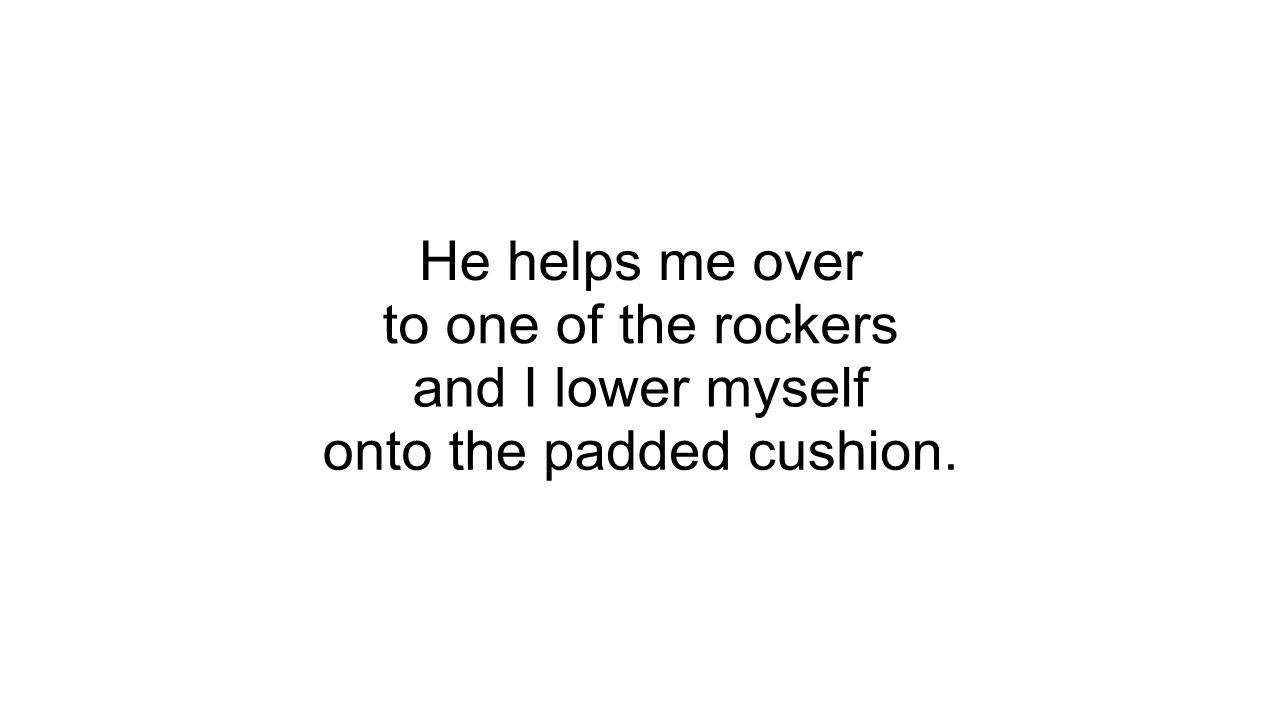 He helps me over
to one of the rockers
and I lower myself
onto the padded cushion.